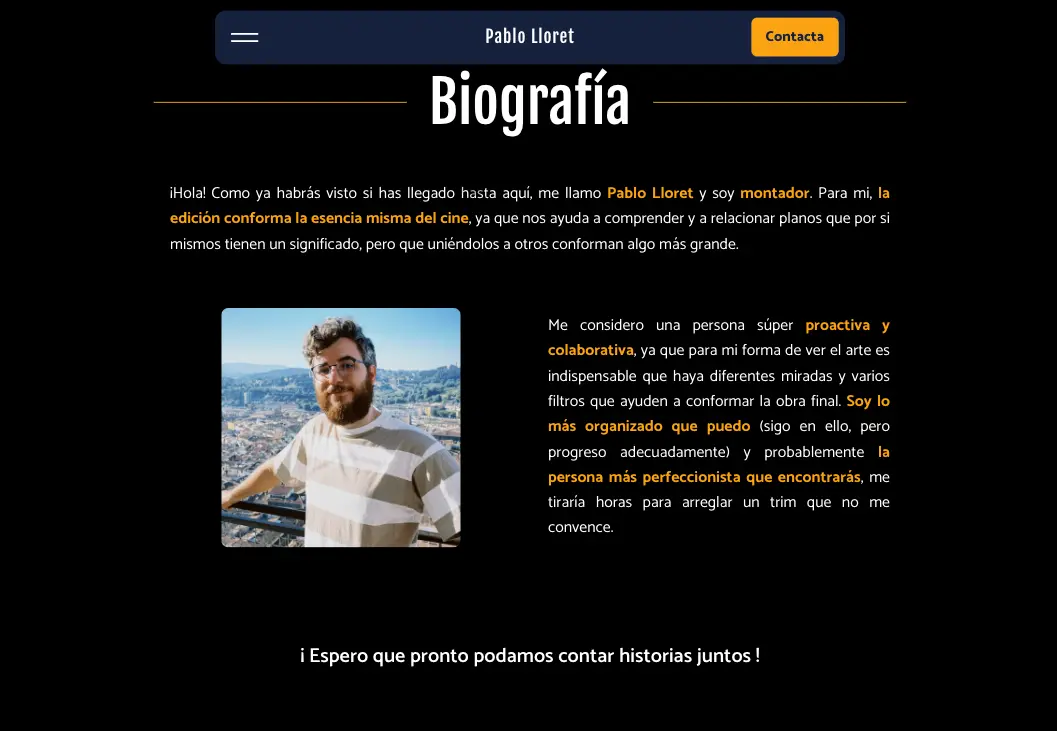 Pablo Lloret
Contacta
Biografía
¡Hola! Como ya habrás visto si has llegado hasta aquí, me llamo Pablo Lloret y soy montador. Para mi, la
edición conforma la esencia misma del cine, ya que nos ayuda a comprender y a relacionar planos que por si
mismos tienen un significado, pero que uniéndolos a otros conforman algo más grande.
Me considero una persona súper proactiva y
colaborativa, ya que para mi forma de ver el arte es
indispensable que haya diferentes miradas y varios
filtros que ayuden a conformar la obra final. Soy lo
más organizado que puedo (sigo en ello, pero
progreso adecuadamente) y probablemente la
persona más perfeccionista que encontrarás, me
tiraría horas para arreglar un trim que no me
convence.
¡ Espero que pronto podamos contar historias juntos !